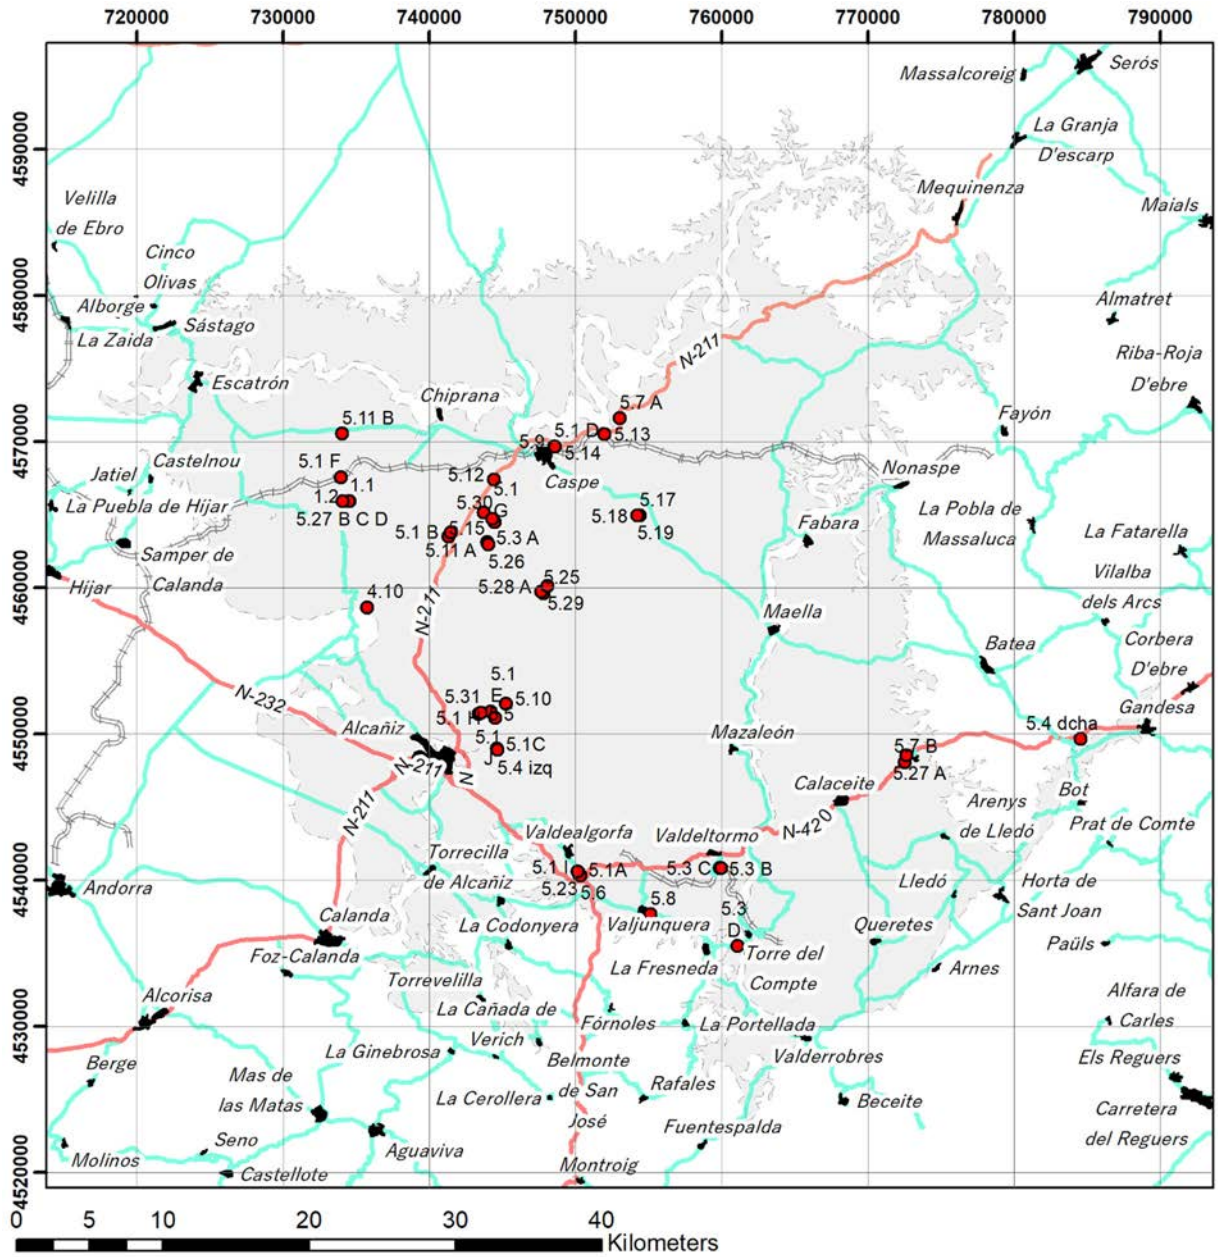 720000 730000 740000 750000 760000 770000 780000 790000
Massalcoreig
Serós
4590000
La Granja
D'escarp
Velilla
de Ebro
Mequinenza
Maials
Cinco
Olivas
4580000
Alborge
La Zaida
Sástago
Almatret
N-211
Riba-Roja
D'ebre
Escatrón
Chiprana
5.7 A
5.11 B
5.9
5.1 D
5.13
5.14
Fayón
4570000
Castelnou
Jatiel
5.1 F
5.12
5.1
Caspe
Nonaspe
1.2
1.1
5.30
G
5.17
La Puebla de Hijar
5.27 B C D
5.1 B
5.15
5.3 A
5.18
5.19
Fabara
La Pobla de
Massaluca
La Fatarella
Samper de
Calanda
5.11 A
5.26
Hijar
4560000
4.10
5.28 A
5.25
5.29
Vilalba
dels Arcs
N-211
Maella
Batea
Corbera
D'ebre
5.1
N-232
5.31
E
5.10
5.1 H
5
Gandesa
4550000
Alcañiz
5.1
J
5.1C
5.4 izq
Mazaleón
5.4 dcha
5.7 B
5.27 A
N-211
N
Calaceite
Bot
N-211
Arenys
de Lledó
Prat de Comte
Valdealgorfa
Valdeltormo
N-420
Torrecilla
de Alcañiz
5.1 I
5.1A
5.3 C
5.3 B
4540000
Andorra
5.23
5.6
Lledó
Horta de
Sant Joan
Calanda
La Codonyera
5.8
5.3
D
Valjunquera
Queretes
Paüls
Foz-Calanda
La Fresneda
Torre del
Compte
Torrevelilla
Arnes
Alcorisa
La Cañada de
Verich
Alfara de
Carles
4530000
Fórnoles
La Portellada
Berge
La Ginebrosa
Valderrobres
Els Reguers
Mas de
las Matas
Belmonte
de San
José
La Cerollera
Rafales
Beceite
Carretera
del Reguers
Seno
Fuentespalda
Molinos
Aguaviva
4520000
Castellote
Montroig
0 5 10 20 30 40
Kilometers